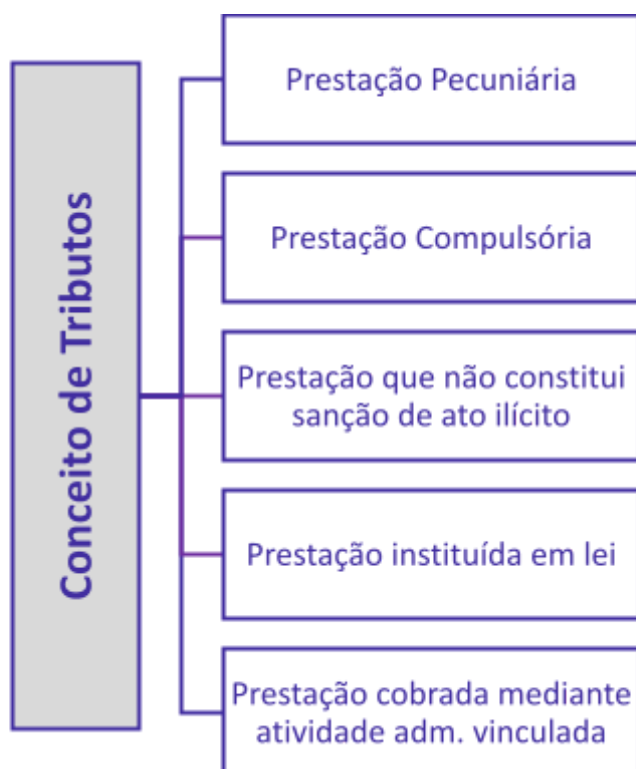 Conceito de Tributos
Prestação Pecuniária
Prestação Compulsória
Prestação que não constitui
sanção de ato ilícito
Prestação instituída em lei
Prestação cobrada mediante
atividade adm. vinculada